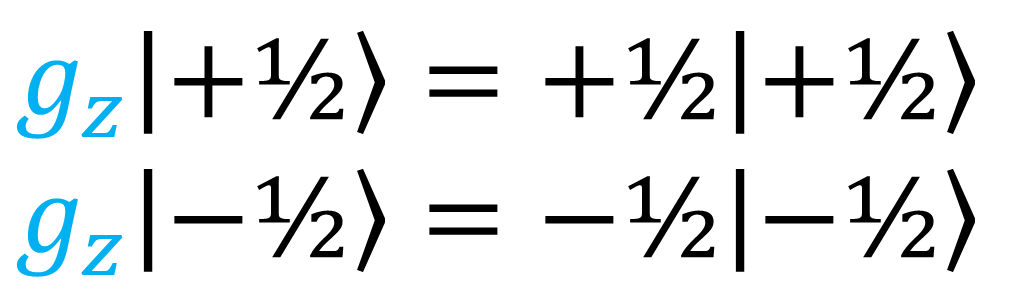 g_z|+½⟩ = +½|+½⟩
g_z|−½⟩ = −½|−½⟩